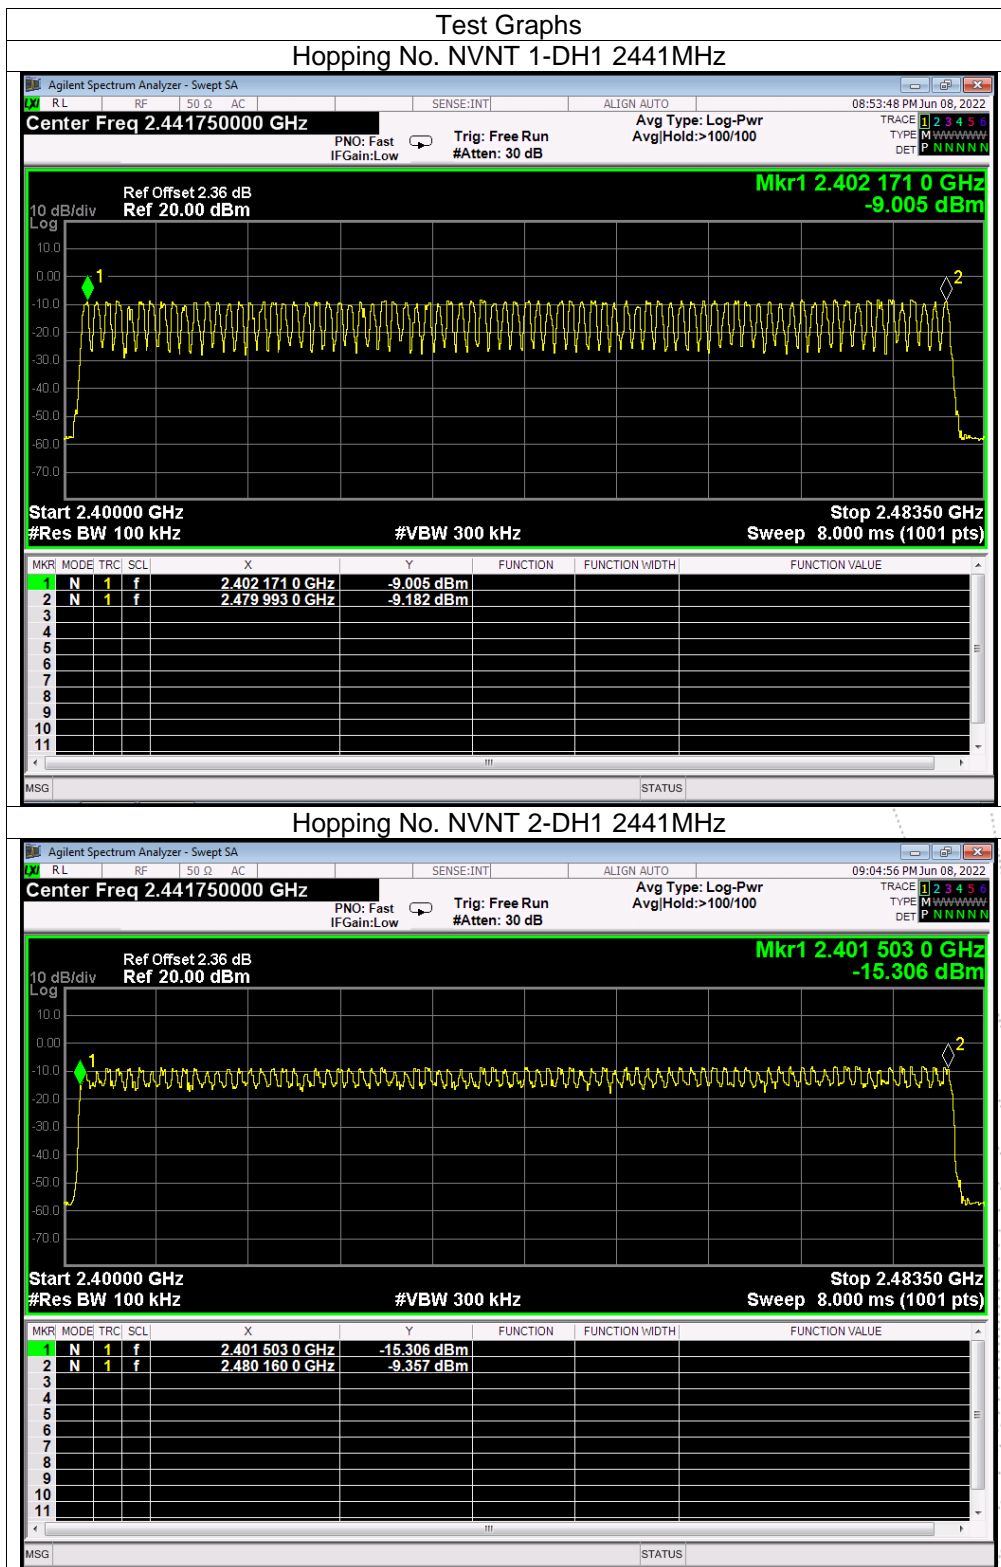 Test Graphs
Hopping No. NVNT 1-DH1 2441MHz
Agilent Spectrum Analyzer - Swept SA
LXI RL RF 50 Ω AC SENSE:INT ALIGN AUTO 08:53:48 PM Jun 08, 2022
Center Freq 2.441750000 GHz Avg Type: Log-Pwr TRACE 1 2 3 4 5 6
PNO: Fast Trig: Free Run Avg|Hold:>100/100 TYPE M WWWWW
IFGain:Low #Atten: 30 dB DET P N N N N N
Mkr1 2.402 171 0 GHz
Ref Offset 2.36 dB
10 dB/div Ref 20.00 dBm -9.005 dBm
Log
10.0
0.00 1 2
-10.0
-20.0
-30.0
-40.0
-50.0
-60.0
-70.0
Start 2.40000 GHz Stop 2.48350 GHz
#Res BW 100 kHz #VBW 300 kHz Sweep 8.000 ms (1001 pts)
MKR MODE TRC SCL X Y FUNCTION FUNCTION WIDTH FUNCTION VALUE
1 N 1 f 2.402 171 0 GHz -9.005 dBm
2 N 1 f 2.479 993 0 GHz -9.182 dBm
3
4
5
6
7
8
9
10
11
MSG STATUS
Hopping No. NVNT 2-DH1 2441MHz
Agilent Spectrum Analyzer - Swept SA
LXI RL RF 50 Ω AC SENSE:INT ALIGN AUTO 09:04:56 PM Jun 08, 2022
Center Freq 2.441750000 GHz Avg Type: Log-Pwr TRACE 1 2 3 4 5 6
PNO: Fast Trig: Free Run Avg|Hold:>100/100 TYPE M WWWWW
IFGain:Low #Atten: 30 dB DET P N N N N N
Mkr1 2.401 503 0 GHz
Ref Offset 2.36 dB
10 dB/div Ref 20.00 dBm -15.306 dBm
Log
10.0
0.00 2
-10.0 1
-20.0
-30.0
-40.0
-50.0
-60.0
-70.0
Start 2.40000 GHz Stop 2.48350 GHz
#Res BW 100 kHz #VBW 300 kHz Sweep 8.000 ms (1001 pts)
MKR MODE TRC SCL X Y FUNCTION FUNCTION WIDTH FUNCTION VALUE
1 N 1 f 2.401 503 0 GHz -15.306 dBm
2 N 1 f 2.480 160 0 GHz -9.357 dBm
3
4
5
6
7
8
9
10
11
MSG STATUS